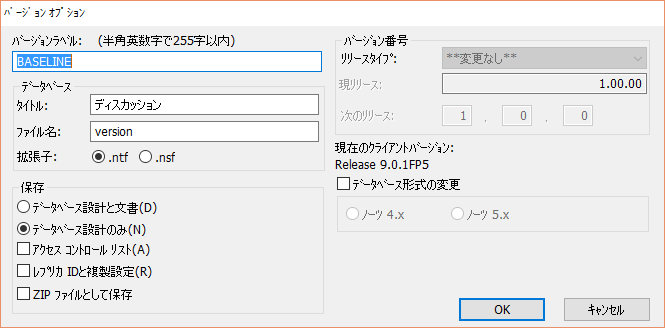 バージョン オプション
バージョンラベル: (半角英数字で255字以内)
BASELINE
データベース
タイトル: ディスカッション
ファイル名: version
拡張子: .ntf .nsf
保存
データベース設計と文書(D)
データベース設計のみ(N)
アクセス コントロール リスト(A)
レプリカ IDと複製設定(R)
ZIP ファイルとして保存
バージョン番号
リリースタイプ: **変更なし**
現リリース: 1.00.00
次のリリース: 1 . 0 . 0
現在のクライアントバージョン:
Release 9.0.1FP5
データベース形式の変更
ノーツ 4.x ノーツ 5.x
OK キャンセル